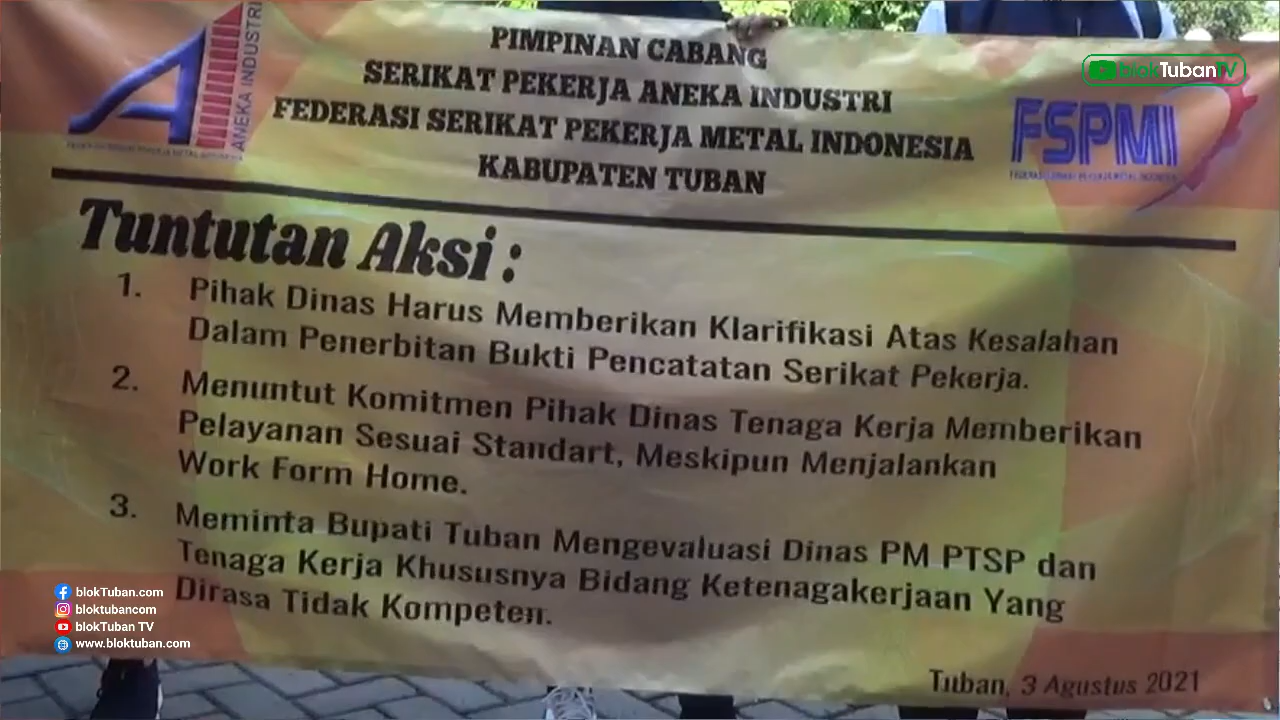 PIMPINAN CABANG
SERIKAT PEKERJA ANEKA INDUSTRI
FEDERASI SERIKAT PEKERJA METAL INDONESIA
KABUPATEN TUBAN
ANEKA INDUSTRI
FSPMI
blokTubanTV
Tuntutan Aksi :
1. Pihak Dinas Harus Memberikan Klarifikasi Atas Kesalahan
Dalam Penerbitan Bukti Pencatatan Serikat Pekerja.
2. Menuntut Komitmen Pihak Dinas Tenaga Kerja Memberikan
Pelayanan Sesuai Standart, Meskipun Menjalankan
Work Form Home.
3. Meminta Bupati Tuban Mengevaluasi Dinas PM PTSP dan
Tenaga Kerja Khususnya Bidang Ketenagakerjaan Yang
Dirasa Tidak Kompeten.
Tuban, 3 Agustus 2021
blokTuban.com
bloktubancom
blokTuban TV
www.bloktuban.com